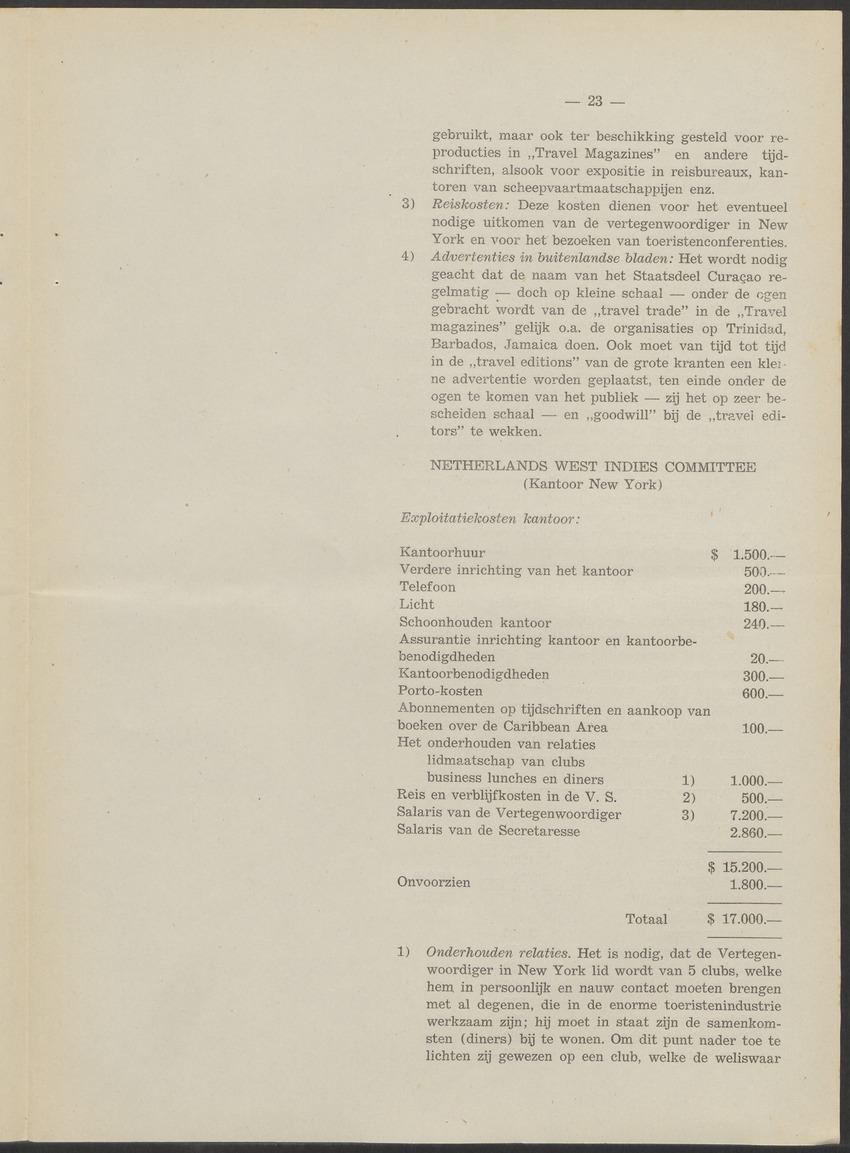 — 23 —
gebruikt, maar ook ter beschikking gesteld voor re-
producties in ,,Travel Magazines" en andere tijd-
schriften, alsook voor expositie in reisbureaux, kan-
toren van scheepvaartmaatschappijen enz.
3) Reiskosten: Deze kosten dienen voor het eventueel
nodige uitkomen van de vertegenwoordiger in New
York en voor het bezoeken van toeristenconferenties.
4) Advertenties in buitenlandse bladen: Het wordt nodig
geacht dat de naam van het Staatsdeel Curaçao re-
gelmatig — doch op kleine schaal — onder de ogen
gebracht wordt van de ,,travel trade" in de ,,Travel
magazines" gelijk o.a. de organisaties op Trinidad,
Barbados, Jamaica doen. Ook moet van tijd tot tijd
in de ,,travel editions" van de grote kranten een klei-
ne advertentie worden geplaatst, ten einde onder de
ogen te komen van het publiek — zij het op zeer be-
scheiden schaal — en ,,goodwill" bij de ,,travel edi-
tors" te wekken.
NETHERLANDS WEST INDIES COMMITTEE
(Kantoor New York)
Exploitatiekosten kantoor:
Kantoorhuur $ 1.500.—
Verdere inrichting van het kantoor 500.—
Telefoon 200.—
Licht 180.—
Schoonhouden kantoor 240.—
Assurantie inrichting kantoor en kantoorbe-
benodigdheden 20.—
Kantoorbenodigdheden 300.—
Porto-kosten 600.—
Abonnementen op tijdschriften en aankoop van
boeken over de Caribbean Area 100.—
Het onderhouden van relaties
lidmaatschap van clubs
business lunches en diners 1) 1.000.—
Reis en verblijfkosten in de V. S. 2) 500.—
Salaris van de Vertegenwoordiger 3) 7.200.—
Salaris van de Secretaresse 2.860.—
$ 15.200.—
Onvoorzien 1.800.—
Totaal $ 17.000.—
1) Onderhouden relaties. Het is nodig, dat de Vertegen-
woordiger in New York lid wordt van 5 clubs, welke
hem in persoonlijk en nauw contact moeten brengen
met al degenen, die in de enorme toeristenindustrie
werkzaam zijn; hij moet in staat zijn de samenkom-
sten (diners) bij te wonen. Om dit punt nader toe te
lichten zij gewezen op een club, welke de weliswaar